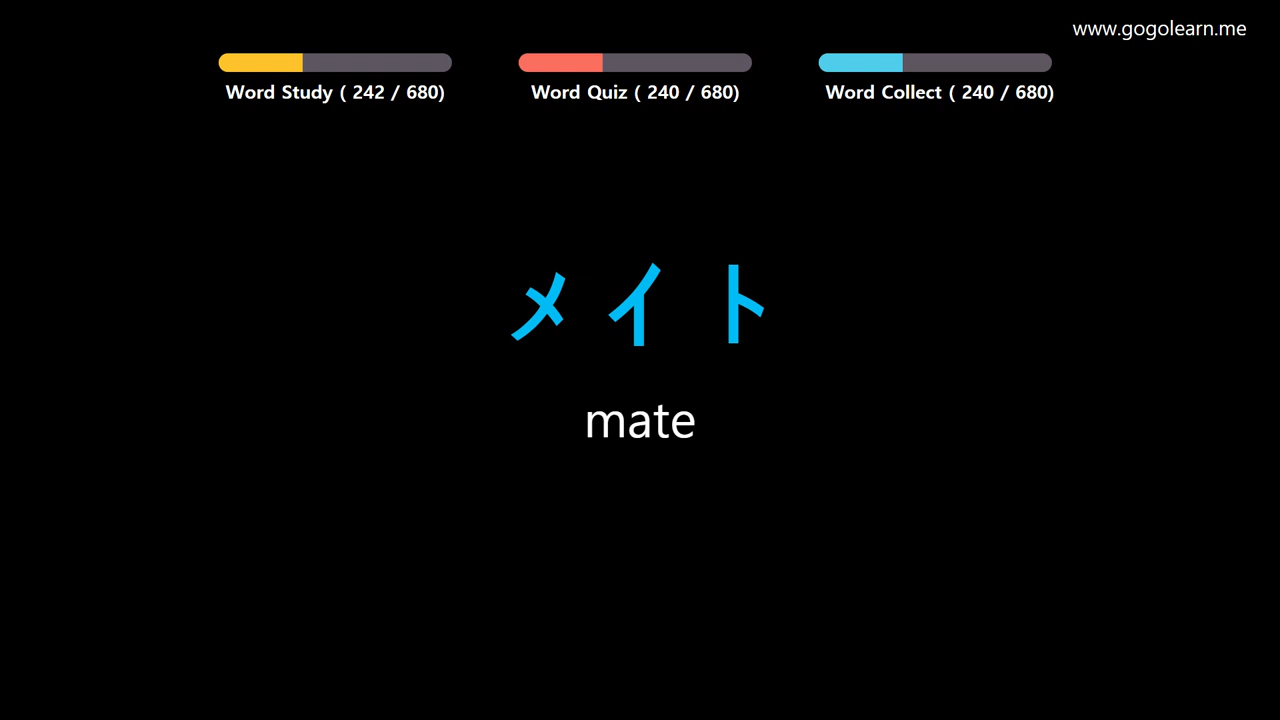 www.gogolearn.me
Word Study ( 242 / 680)
Word Quiz ( 240 / 680)
Word Collect ( 240 / 680)
メイト
mate